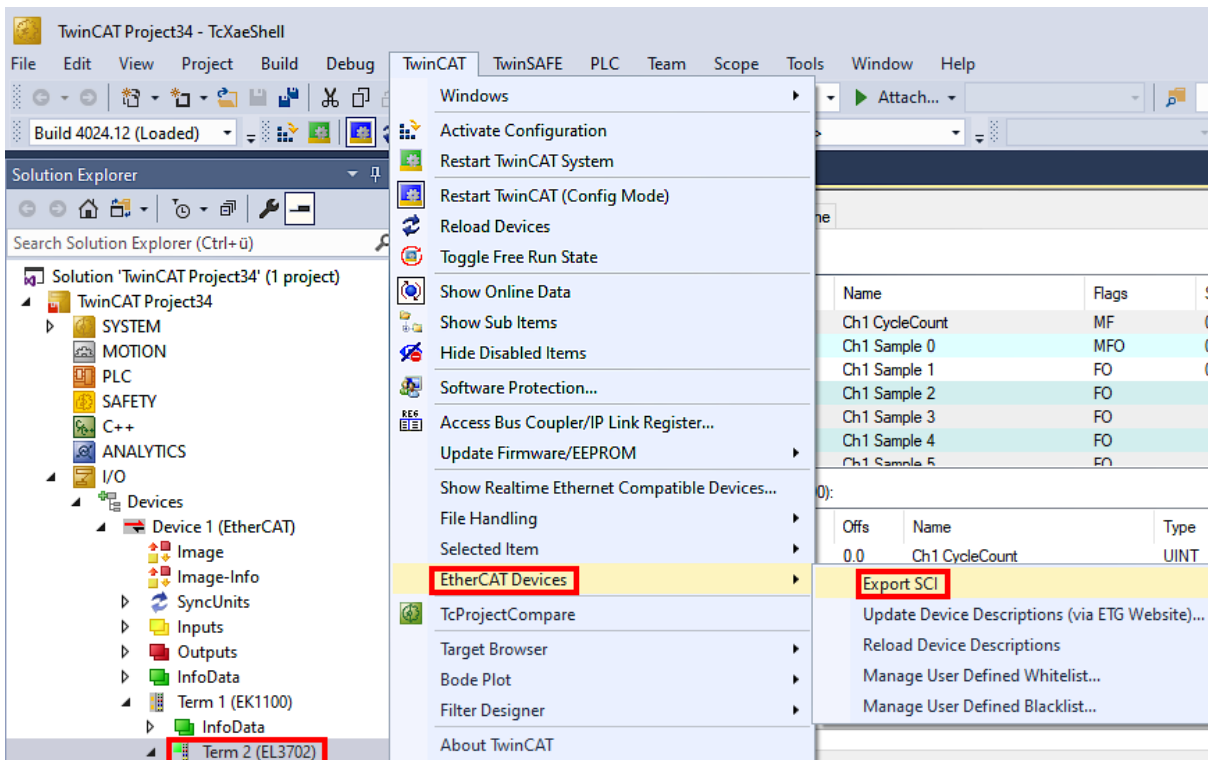 TwinCAT Project34 - TcXaeShell
File Edit View Project Build Debug TwinCAT TwinSAFE PLC Team Scope Tools Window Help
Attach...
Build 4024.12 (Loaded)
Solution Explorer
Search Solution Explorer (Ctrl+ü)
Solution 'TwinCAT Project34' (1 project)
TwinCAT Project34
SYSTEM
MOTION
PLC
SAFETY
C++
ANALYTICS
I/O
Devices
Device 1 (EtherCAT)
Image
Image-Info
SyncUnits
Inputs
Outputs
InfoData
Term 1 (EK1100)
InfoData
Term 2 (EL3702)
Windows
Activate Configuration
Restart TwinCAT System
Restart TwinCAT (Config Mode)
Reload Devices
Toggle Free Run State
Show Online Data
Show Sub Items
Hide Disabled Items
Software Protection...
REG
Access Bus Coupler/IP Link Register...
Update Firmware/EEPROM
Show Realtime Ethernet Compatible Devices...
File Handling
Selected Item
EtherCAT Devices
TcProjectCompare
Target Browser
Bode Plot
Filter Designer
About TwinCAT
Name Flags
Ch1 CycleCount MF
Ch1 Sample 0 MFO
Ch1 Sample 1 FO
Ch1 Sample 2 FO
Ch1 Sample 3 FO
Ch1 Sample 4 FO
Ch1 Sample 5 FO
Offs Name Type
0.0 Ch1 CycleCount UINT
Export SCI
Update Device Descriptions (via ETG Website)...
Reload Device Descriptions
Manage User Defined Whitelist...
Manage User Defined Blacklist...